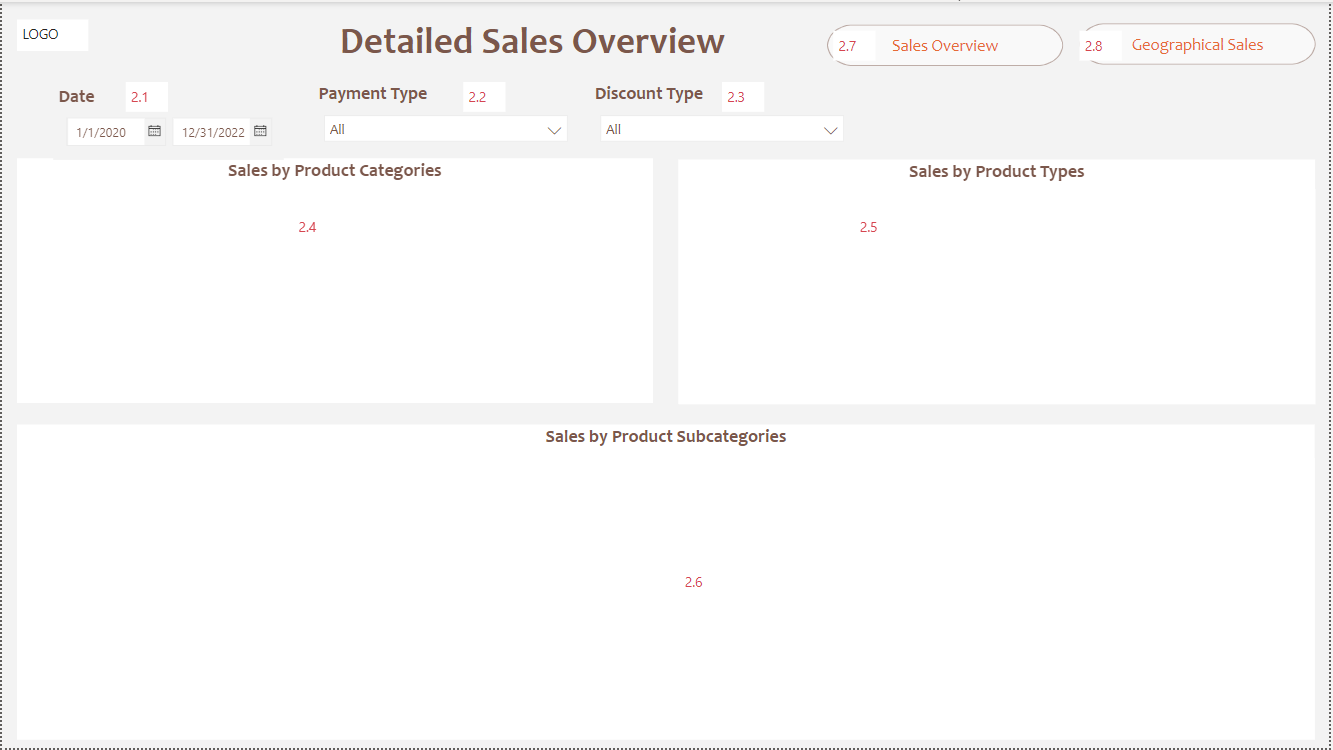 LOGO
Detailed Sales Overview
2.7 Sales Overview
2.8 Geographical Sales
Date 2.1
Payment Type 2.2
Discount Type 2.3
1/1/2020 12/31/2022
All
All
Sales by Product Categories
2.4
Sales by Product Types
2.5
Sales by Product Subcategories
2.6